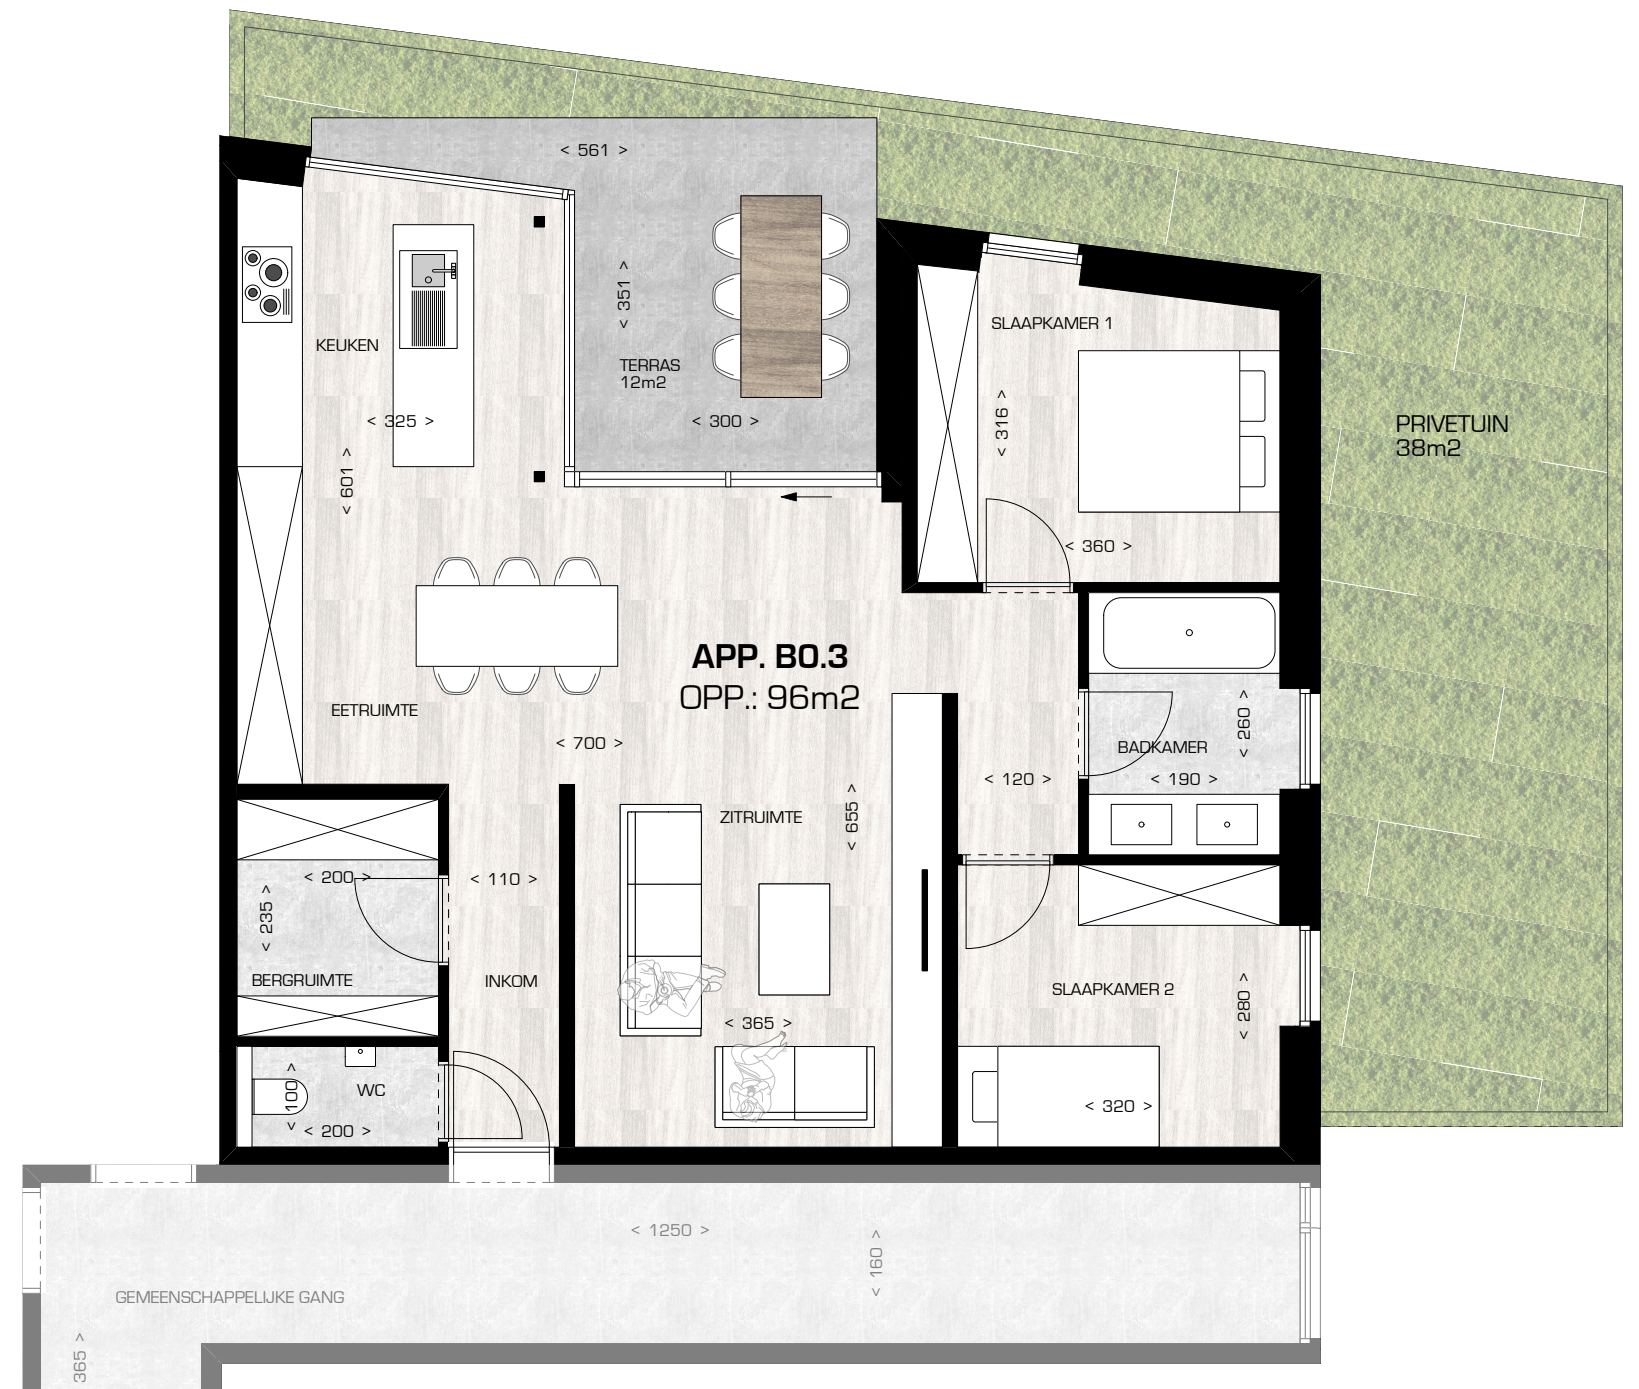 < 561 >
< 351 >
TERRAS
12m2
< 300 >
KEUKEN
< 325 >
< 601 >
SLAAPKAMER 1
< 316 >
< 360 >
PRIVETUIN
38m2
APP. B0.3
OPP.: 96m2
EETRUIMTE
< 700 >
< 260 >
BADKAMER
< 190 >
< 120 >
ZITRUIMTE
< 655 >
< 200 >
< 110 >
< 235 >
BERGRUIMTE
INKOM
SLAAPKAMER 2
< 280 >
< 365 >
WC
< 100 >
< 200 >
< 320 >
< 1250 >
< 160 >
GEMEENSCHAPPELIJKE GANG
365 >